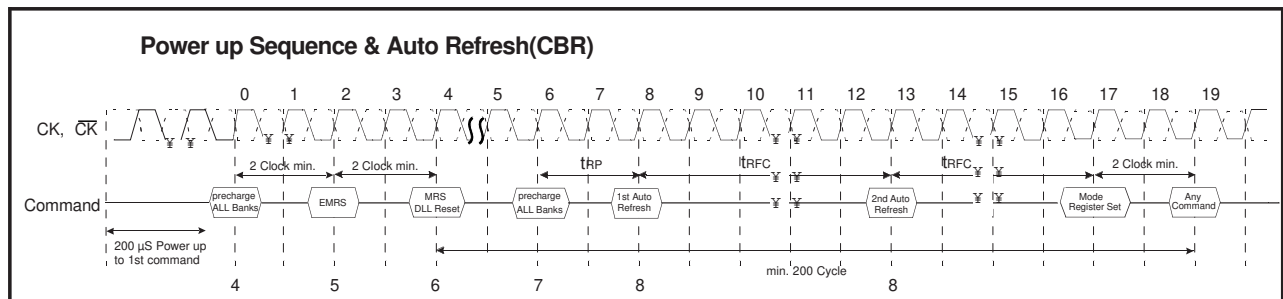 Power up Sequence & Auto Refresh(CBR)
0 1 2 3 4 5 6 7 8 9 10 11 12 13 14 15 16 17 18 19
CK, CK
¥ ¥ ¥ ¥ ¥ ¥ ¥ ¥
2 Clock min. 2 Clock min. tRP tRFC ¥ ¥ tRFC ¥ ¥ 2 Clock min.
Command
precharge
ALL Banks
EMRS
MRS
DLL Reset
precharge
ALL Banks
1st Auto
Refresh
¥ ¥
2nd Auto
Refresh
¥ ¥
Mode
Register Set
Any
Command
200 µS Power up
to 1st command
min. 200 Cycle
4 5 6 7 8 8